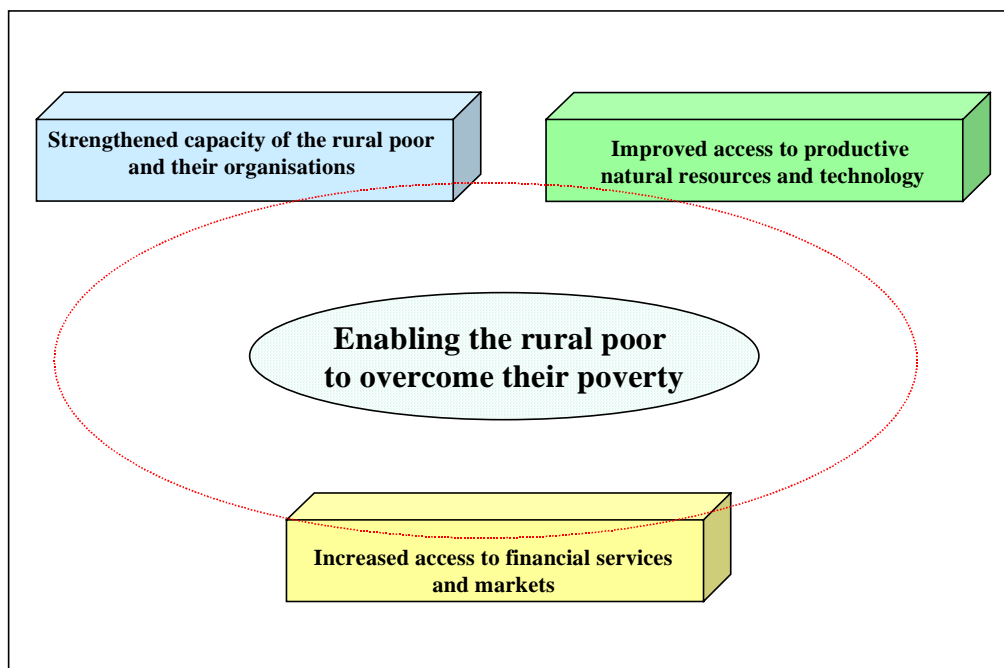 Strengthened capacity of the rural poor
and their organisations
Improved access to productive
natural resources and technology
Enabling the rural poor
to overcome their poverty
Increased access to financial services
and markets